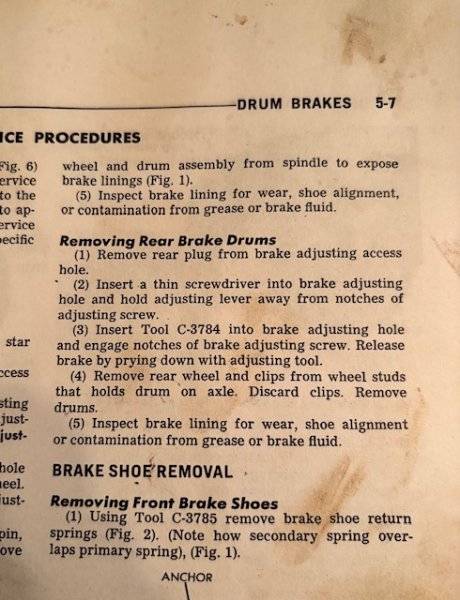 DRUM BRAKES 5-7
ICE PROCEDURES
Fig. 6)
ervice
to the
to ap-
ervice
pecific
star
ccess
sting
just-
just-
hole
eel.
just-
pin,
ove
wheel and drum assembly from spindle to expose
brake linings (Fig. 1).
(5) Inspect brake lining for wear, shoe alignment,
or contamination from grease or brake fluid.
Removing Rear Brake Drums
(1) Remove rear plug from brake adjusting access
hole.
(2) Insert a thin screwdriver into brake adjusting
hole and hold adjusting lever away from notches of
adjusting screw.
(3) Insert Tool C-3784 into brake adjusting hole
and engage notches of brake adjusting screw. Release
brake by prying down with adjusting tool.
(4) Remove rear wheel and clips from wheel studs
that holds drum on axle. Discard clips. Remove
drums.
(5) Inspect brake lining for wear, shoe alignment
or contamination from grease or brake fluid.
BRAKE SHOE REMOVAL
Removing Front Brake Shoes
(1) Using Tool C-3785 remove brake shoe return
springs (Fig. 2). (Note how secondary spring over-
laps primary spring), (Fig. 1).
ANCHOR